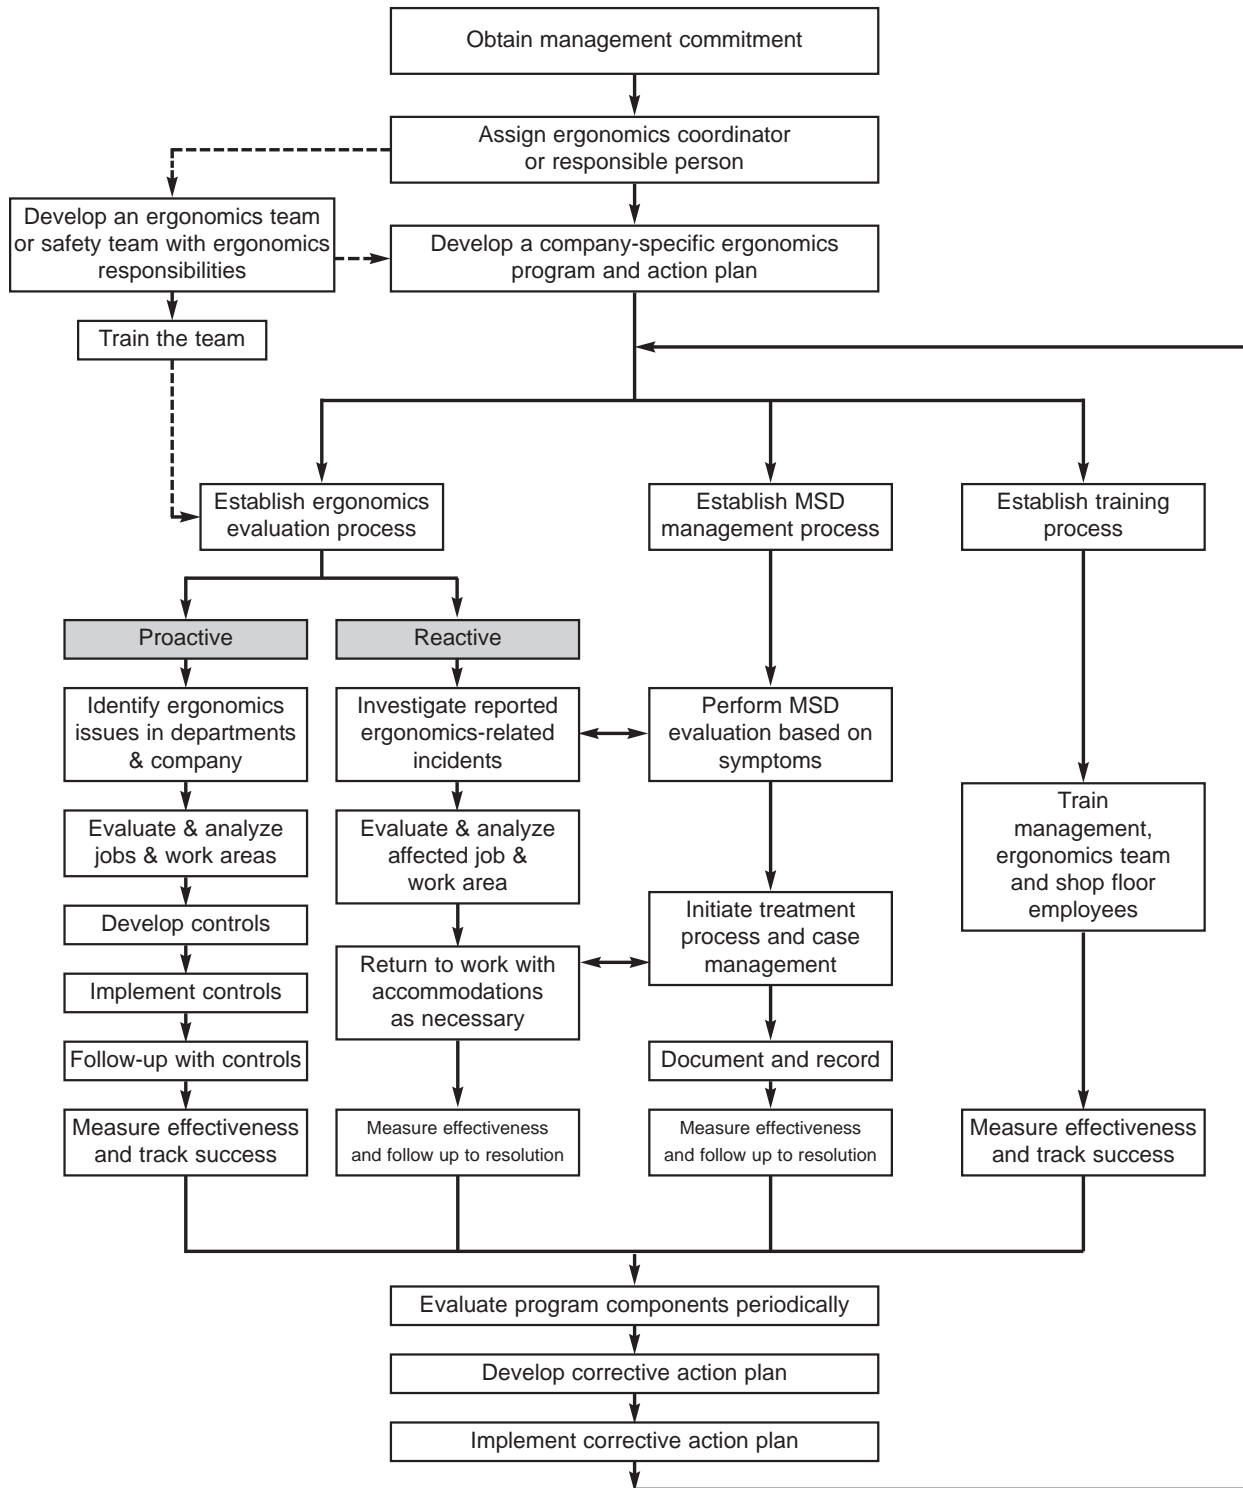 Obtain management commitment
Assign ergonomics coordinator
or responsible person
Develop an ergonomics team
or safety team with ergonomics
responsibilities
Develop a company-specific ergonomics
program and action plan
Train the team
Establish ergonomics
evaluation process
Establish MSD
management process
Establish training
process
Proactive
Reactive
Identify ergonomics
issues in departments
& company
Investigate reported
ergonomics-related
incidents
Perform MSD
evaluation based on
symptoms
Evaluate & analyze
jobs & work areas
Evaluate & analyze
affected job &
work area
Train
management,
ergonomics team
and shop floor
employees
Develop controls
Initiate treatment
process and case
management
Return to work with
accommodations
as necessary
Implement controls
Follow-up with controls
Document and record
Measure effectiveness
and track success
Measure effectiveness
and follow up to resolution
Measure effectiveness
and follow up to resolution
Measure effectiveness
and track success
Evaluate program components periodically
Develop corrective action plan
Implement corrective action plan